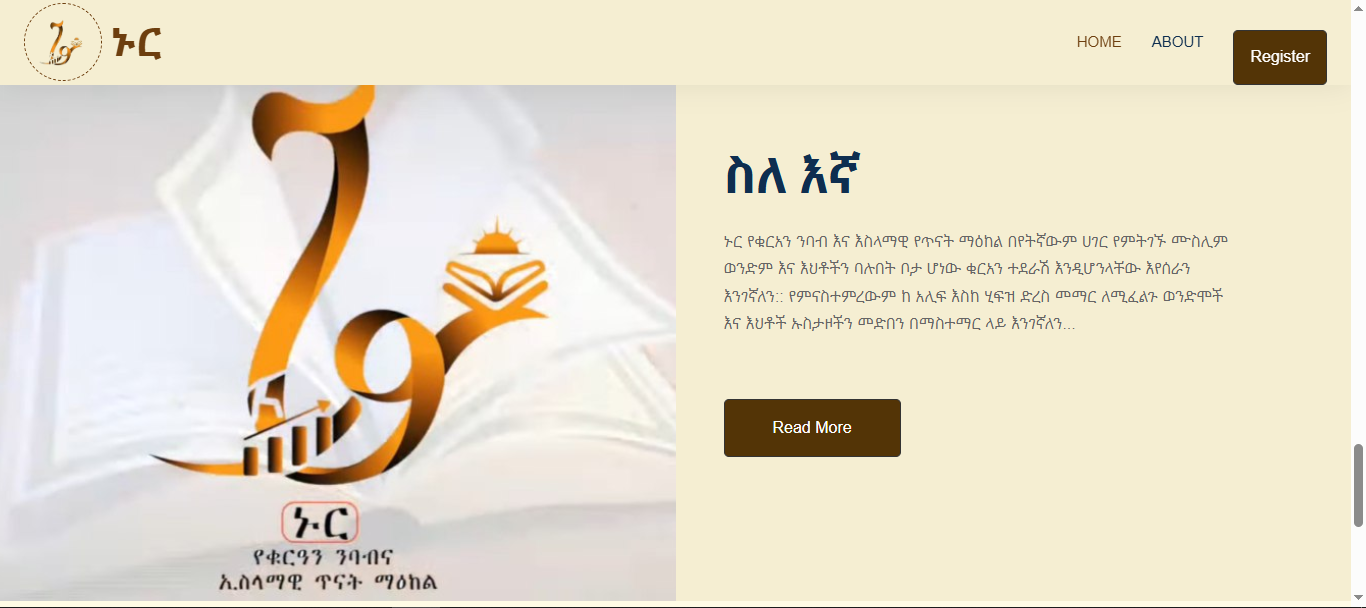 ኑር
HOME
ABOUT
Register
ኑር
የቁርዓን ንባብና
ኢስላማዊ ጥናት ማዕከል
ስለ እኛ
ኑር የቁርአን ንባብ እና እስላማዊ የጥናት ማዕከል በየትኛውም ሀገር የምትገኙ ሙስሊም
ወንድም እና እህቶችን ባሉበት ቦታ ሆነው ቁርአን ተደራሽ እንዲሆንላቸው እየሰራን
እንገኛለን:: የምናስተምረውም ከ አሊፍ እስከ ሂፍዝ ድረስ መማር ለሚፈልጉ ወንድሞች
እና እህቶች ኡስታዞችን መድበን በማስተማር ላይ እንገኛለን...
Read More